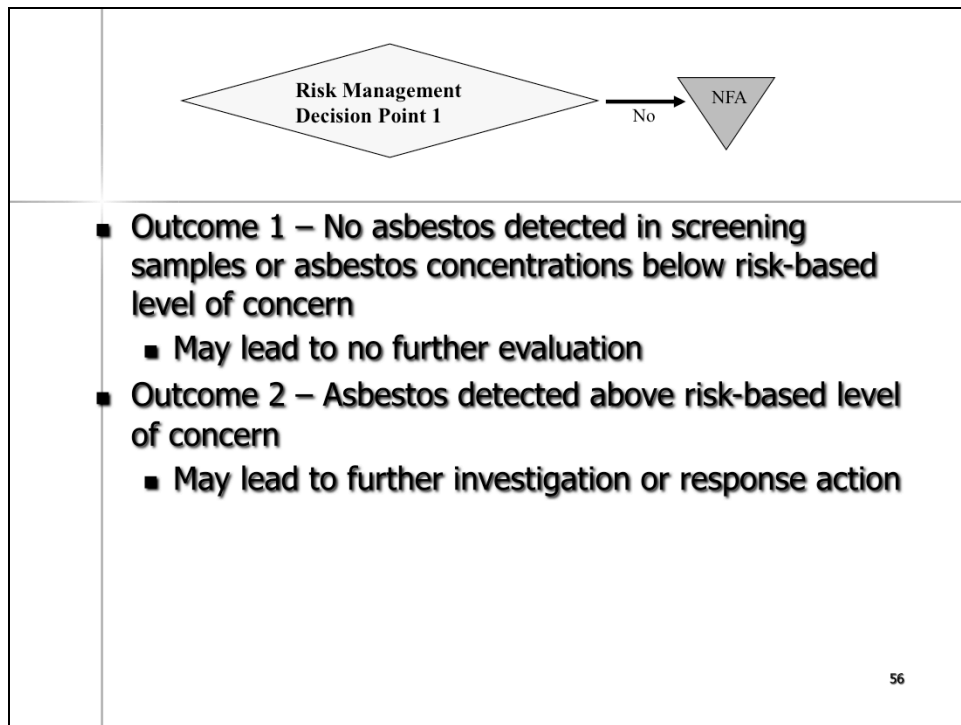 Risk Management
Decision Point 1
No
NFA
■ Outcome 1 – No asbestos detected in screening
samples or asbestos concentrations below risk-based
level of concern
■ May lead to no further evaluation
■ Outcome 2 – Asbestos detected above risk-based level
of concern
■ May lead to further investigation or response action
56